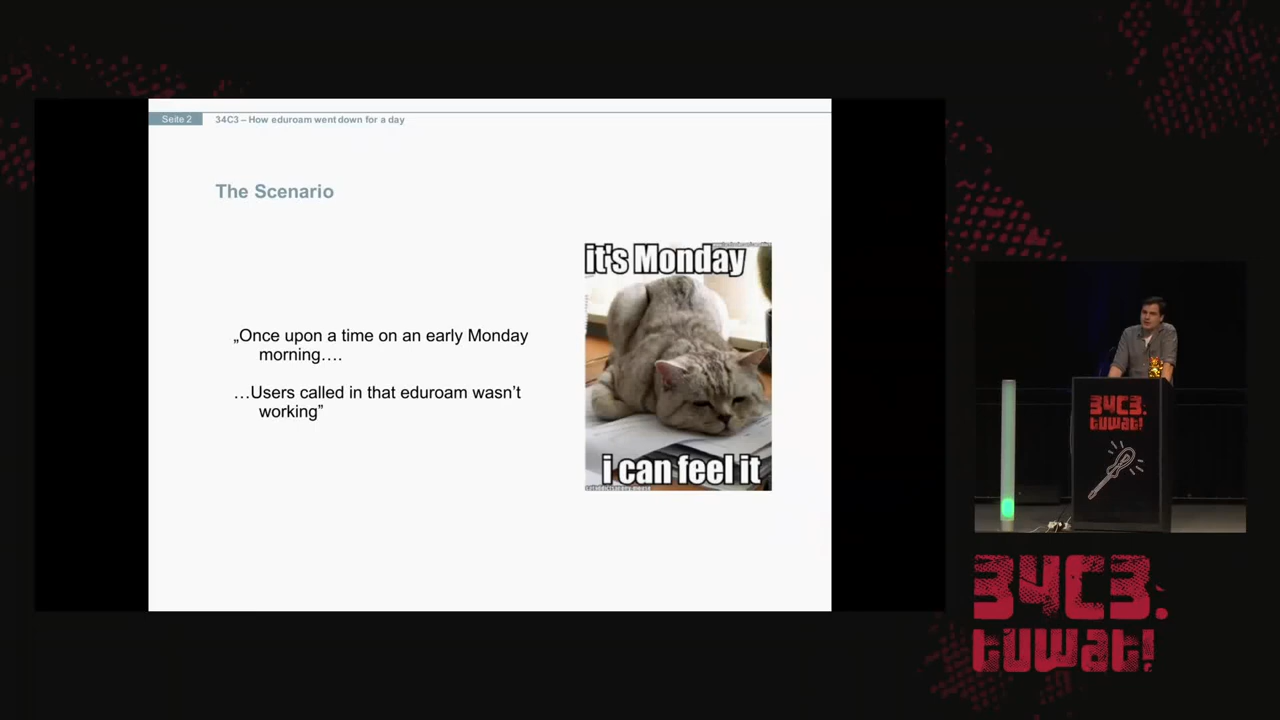 Seite 2
34C3 – How eduroam went down for a day
The Scenario
„Once upon a time on an early Monday
morning….
…Users called in that eduroam wasn’t
working”
it's Monday
i can feel it
34C3.
tuwat!
34C3.
tuwat!